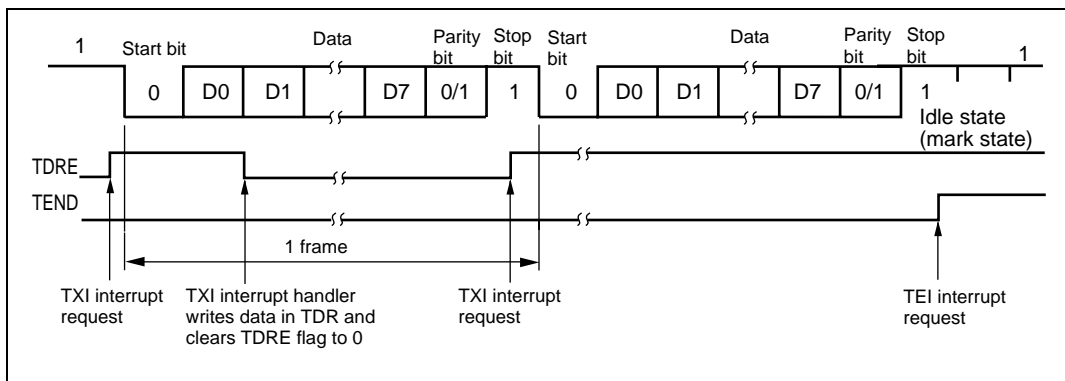 1
Start bit
Data
Parity bit
Stop bit
Start bit
Data
Parity bit
Stop bit
1
0 D0 D1 D7 0/1 1 0 D0 D1 D7 0/1 1
Idle state
(mark state)
TDRE
TEND
1 frame
TXI interrupt
request
TXI interrupt handler
writes data in TDR and
clears TDRE flag to 0
TXI interrupt
request
TEI interrupt
request